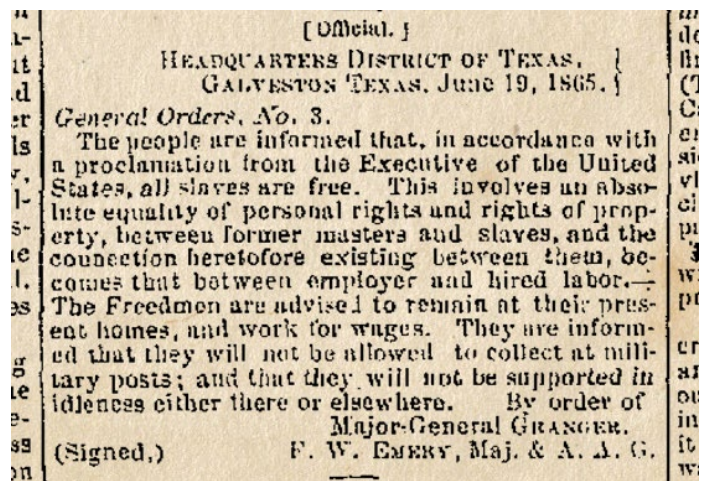 [Official.]
HEADQUARTERS DISTRICT OF TEXAS,
GALVESTON TEXAS, June 19, 1865.
General Orders, No. 3.
The people are informed that, in accordance with
a proclamation from the Executive of the United
States, all slaves are free. This involves an abso-
lute equality of personal rights and rights of prop-
erty, between former masters and slaves, and the
connection heretofore existing between them, be-
comes that between employer and hired labor.—
The Freedmen are advised to remain at their pres-
ent homes, and work for wages. They are inform-
ed that they will not be allowed to collect at mili-
tary posts; and that they will not be supported in
idleness either there or elsewhere. By order of
Major-General GRANGER.
(Signed,) F. W. EMERY, Maj. & A. A. G.